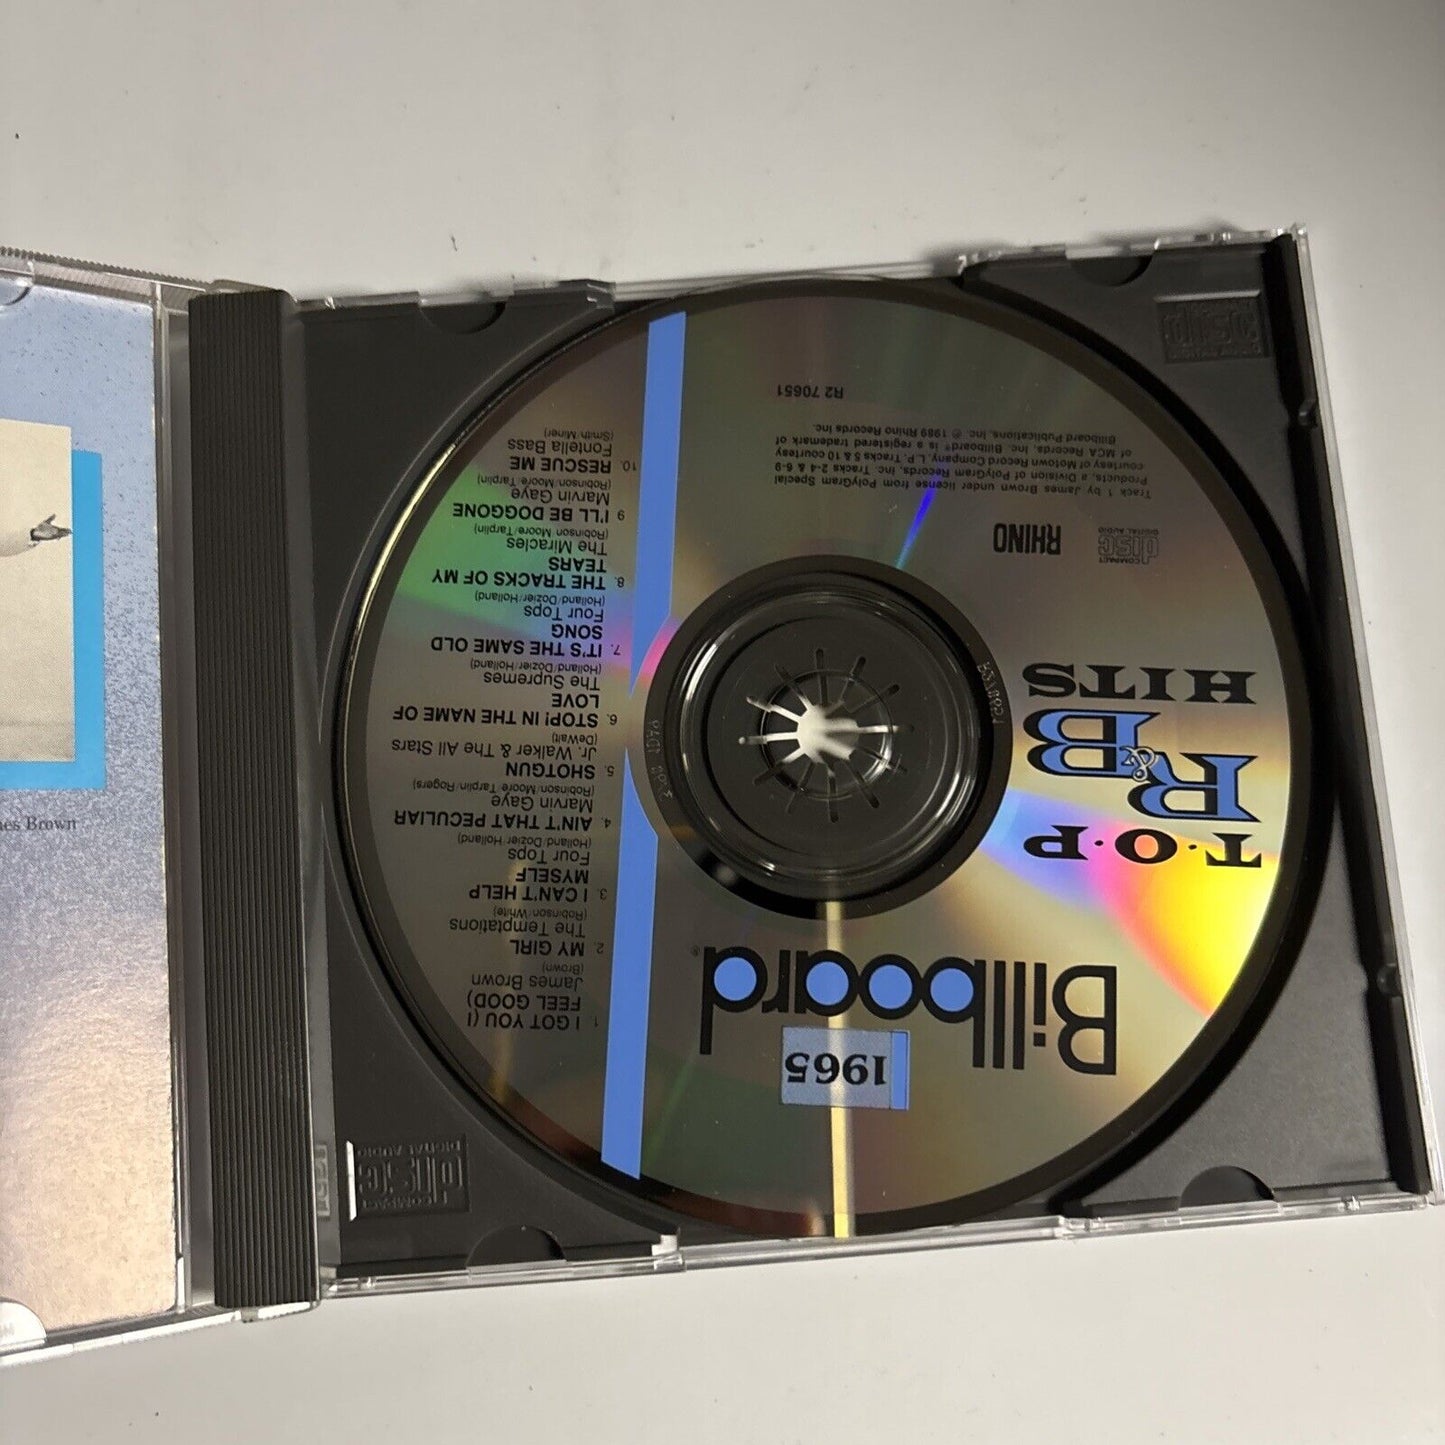 1965
Billboard®
T·O·P
R&B
HITS
1. I GOT YOU (I
FEEL GOOD)
James Brown
(Brown)
2. MY GIRL
The Temptations
(Robinson/White)
3. I CAN'T HELP
MYSELF
Four Tops
(Holland/Dozier/Holland)
4. AIN'T THAT PECULIAR
Marvin Gaye
(Robinson/Moore/Tarplin/Rogers)
5. SHOTGUN
Jr. Walker & The All Stars
(DeWalt)
6. STOP! IN THE NAME OF
LOVE
The Supremes
(Holland/Dozier/Holland)
7. IT'S THE SAME OLD
SONG
Four Tops
(Holland/Dozier/Holland)
8. THE TRACKS OF MY
TEARS
The Miracles
(Robinson/Moore/Tarplin)
9. I'LL BE DOGGONE
Marvin Gaye
(Robinson/Moore/Tarplin)
10. RESCUE ME
Fontella Bass
(Smith-Miner)
COMPACT
disc
DIGITAL AUDIO
RHINO
Track 1 by James Brown under license from PolyGram Special
Products, a Division of PolyGram Records, Inc. Tracks 2-4 & 6-9
courtesy of Motown Record Company, L.P. Tracks 5 & 10 courtesy
of MCA Records, Inc. Billboard® is a registered trademark of
Billboard Publications, Inc. ℗ 1989 Rhino Records Inc.
R2 70651
COMPACT
disc
DIGITAL AUDIO
disc
DIGITAL AUDIO
Brown